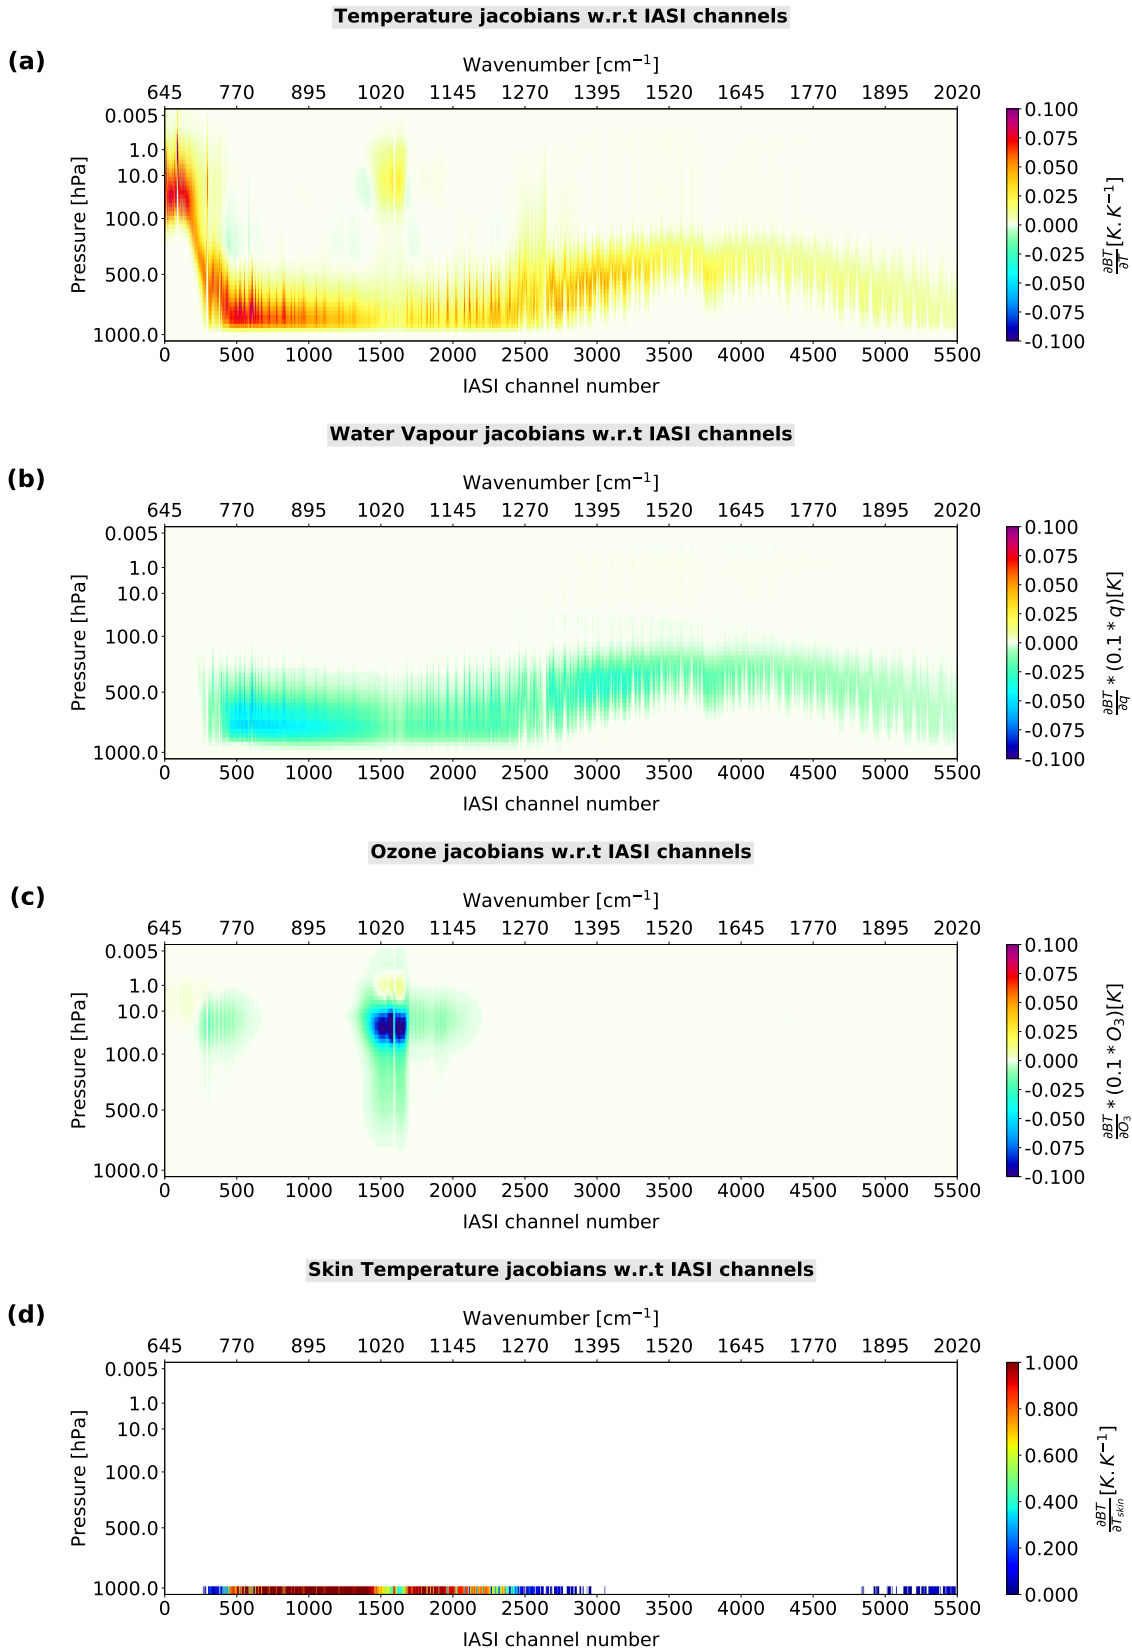 Temperature jacobians w.r.t IASI channels
(a)
Wavenumber [cm⁻¹]
645 770 895 1020 1145 1270 1395 1520 1645 1770 1895 2020
Pressure [hPa]
0.005
1.0
10.0
100.0
500.0
1000.0
0 500 1000 1500 2000 2500 3000 3500 4000 4500 5000 5500
IASI channel number
0.100
0.075
0.050
0.025
0.000
-0.025
-0.050
-0.075
-0.100
∂BT/∂T [K.K⁻¹]
Water Vapour jacobians w.r.t IASI channels
(b)
Wavenumber [cm⁻¹]
645 770 895 1020 1145 1270 1395 1520 1645 1770 1895 2020
Pressure [hPa]
0.005
1.0
10.0
100.0
500.0
1000.0
0 500 1000 1500 2000 2500 3000 3500 4000 4500 5000 5500
IASI channel number
0.100
0.075
0.050
0.025
0.000
-0.025
-0.050
-0.075
-0.100
∂BT/∂q * (0.1 * q)[K]
Ozone jacobians w.r.t IASI channels
(c)
Wavenumber [cm⁻¹]
645 770 895 1020 1145 1270 1395 1520 1645 1770 1895 2020
Pressure [hPa]
0.005
1.0
10.0
100.0
500.0
1000.0
0 500 1000 1500 2000 2500 3000 3500 4000 4500 5000 5500
IASI channel number
0.100
0.075
0.050
0.025
0.000
-0.025
-0.050
-0.075
-0.100
∂BT/∂O₃ * (0.1 * O₃)[K]
Skin Temperature jacobians w.r.t IASI channels
(d)
Wavenumber [cm⁻¹]
645 770 895 1020 1145 1270 1395 1520 1645 1770 1895 2020
Pressure [hPa]
0.005
1.0
10.0
100.0
500.0
1000.0
0 500 1000 1500 2000 2500 3000 3500 4000 4500 5000 5500
IASI channel number
1.000
0.800
0.600
0.400
0.200
0.000
∂BT/∂T_skin [K.K⁻¹]